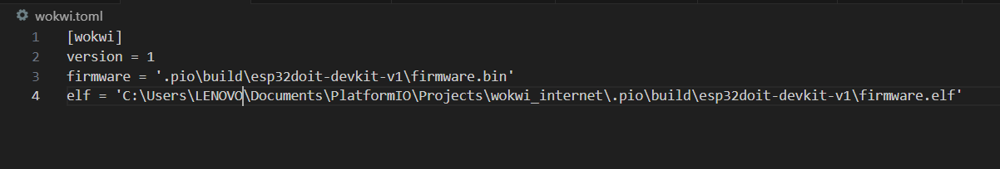 wokwi.toml
1 [wokwi]
2 version = 1
3 firmware = '.pio\build\esp32doit-devkit-v1\firmware.bin'
4 elf = 'C:\Users\LENOVO\Documents\PlatformIO\Projects\wokwi_internet\.pio\build\esp32doit-devkit-v1\firmware.elf'